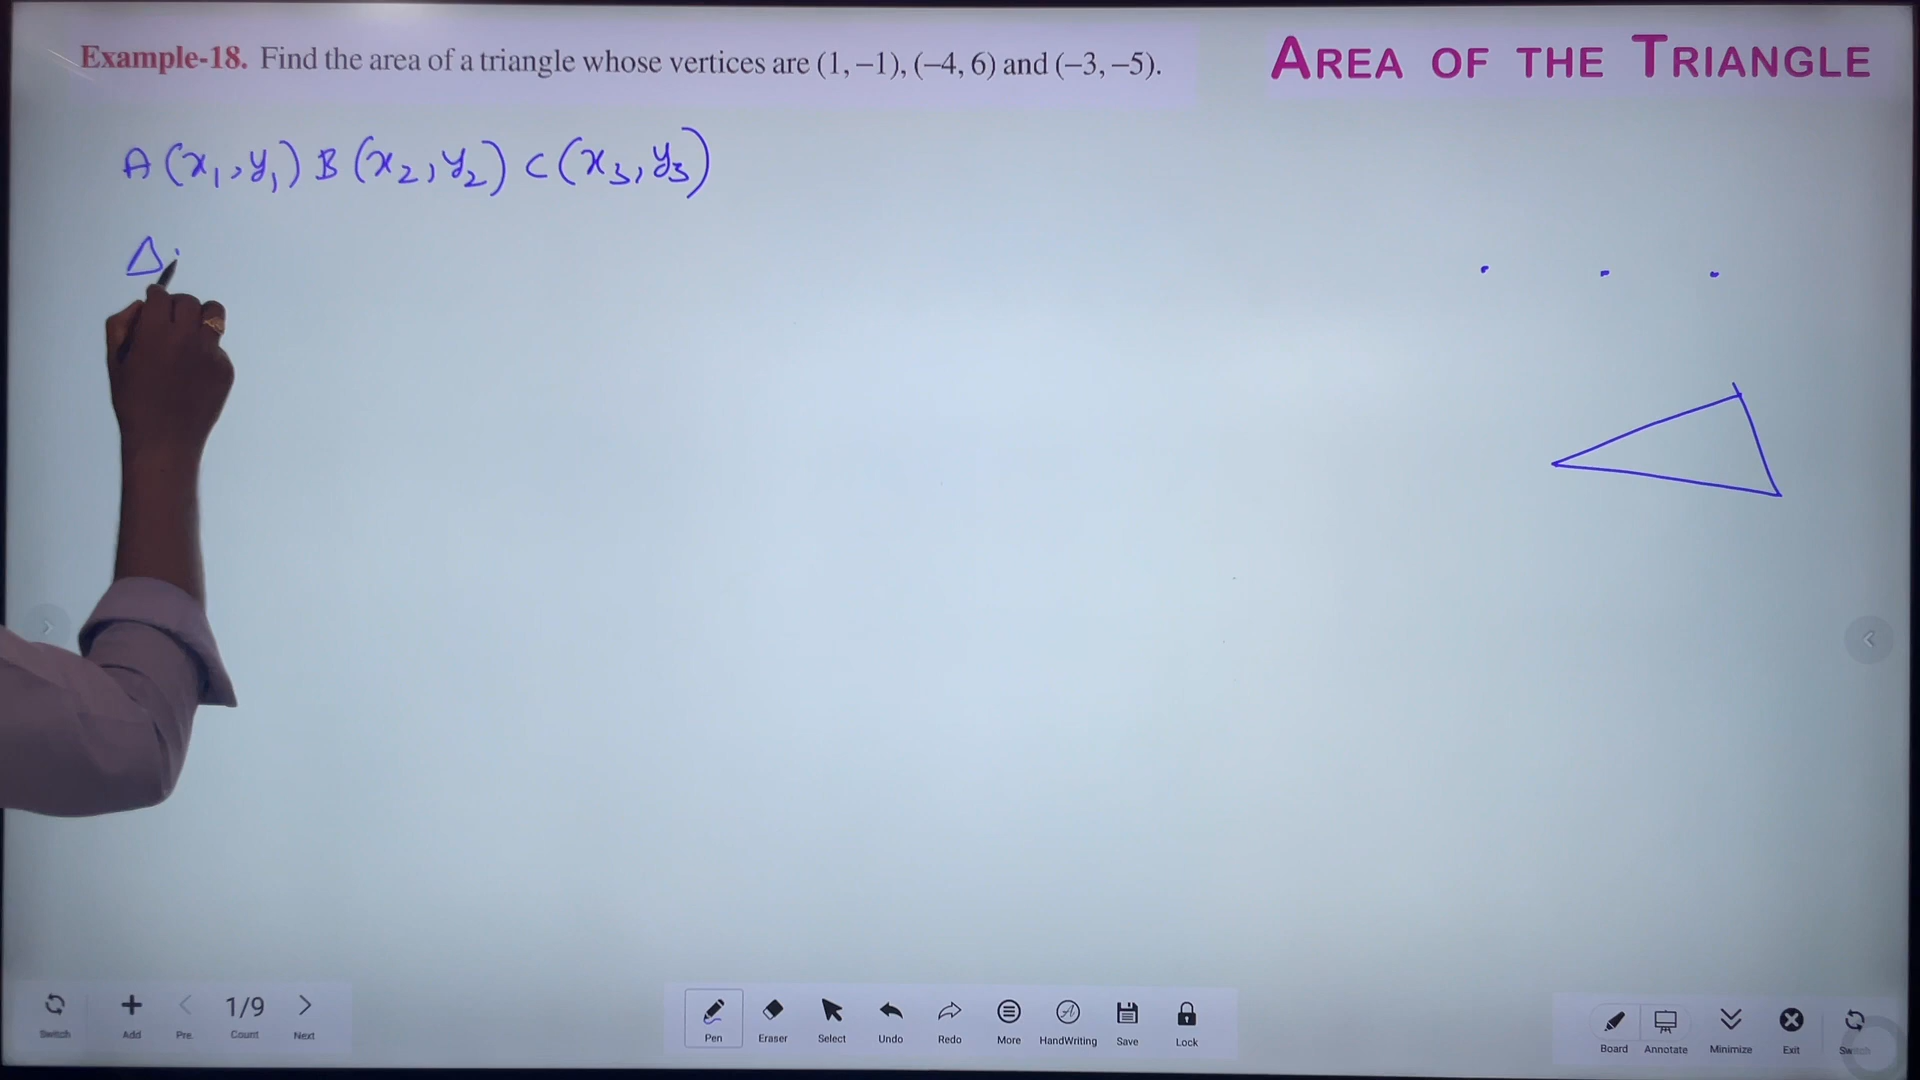 Example-18. Find the area of a triangle whose vertices are (1, −1), (−4, 6) and (−3, −5).
AREA OF THE TRIANGLE
A (x₁, y₁) B (x₂, y₂) C (x₃, y₃)
Δ
1/9
Switch Add Pre. Count Next
Pen Eraser Select Undo Redo More HandWriting Save Lock
Board Annotate Minimize Exit Switch